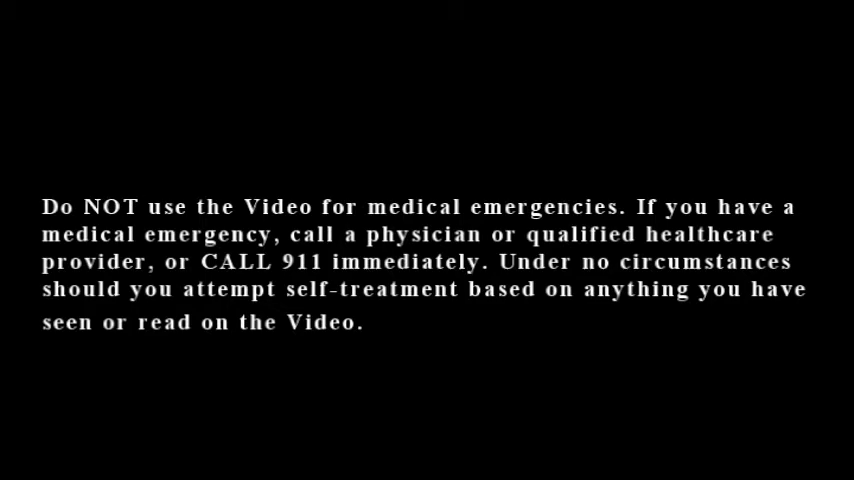 Do NOT use the Video for medical emergencies. If you have a
medical emergency, call a physician or qualified healthcare
provider, or CALL 911 immediately. Under no circumstances
should you attempt self-treatment based on anything you have
seen or read on the Video.